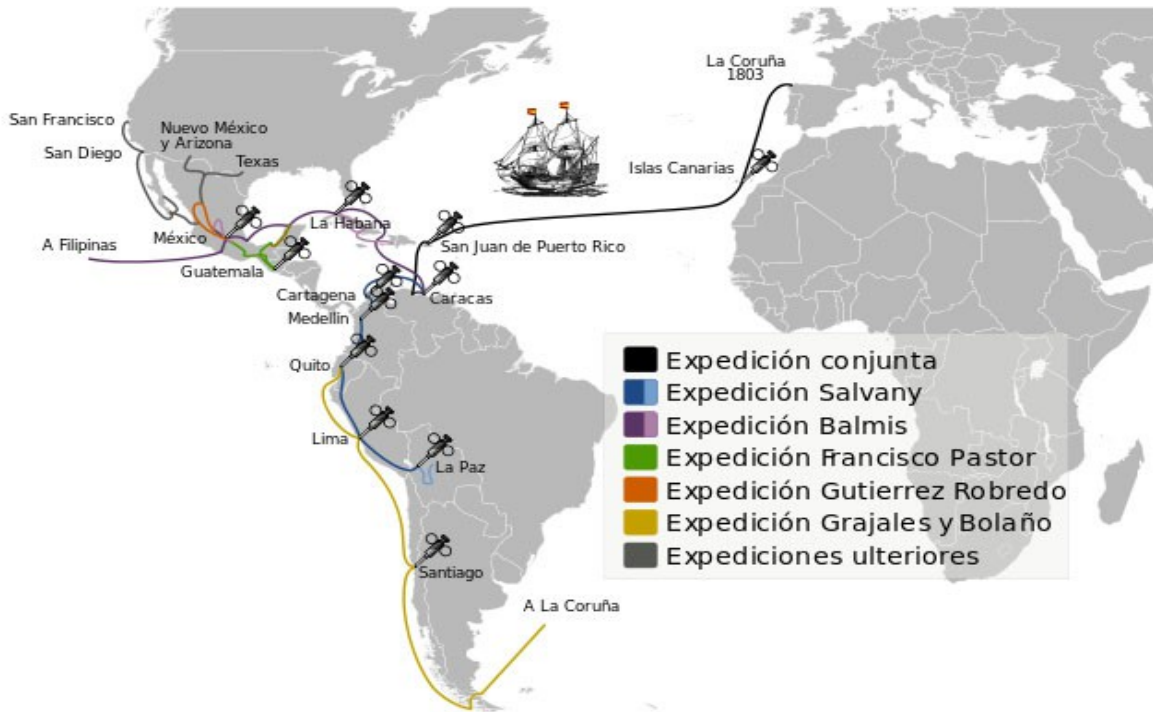 La Coruña
1803
San Francisco
Nuevo México
y Arizona
San Diego
Texas
Islas Canarias
La Habana
México
A Filipinas
San Juan de Puerto Rico
Guatemala
Cartagena
Caracas
Medellín
Quito
Lima
La Paz
Santiago
A La Coruña
Expedición conjunta
Expedición Salvany
Expedición Balmis
Expedición Francisco Pastor
Expedición Gutierrez Robredo
Expedición Grajales y Bolaño
Expediciones ulteriores